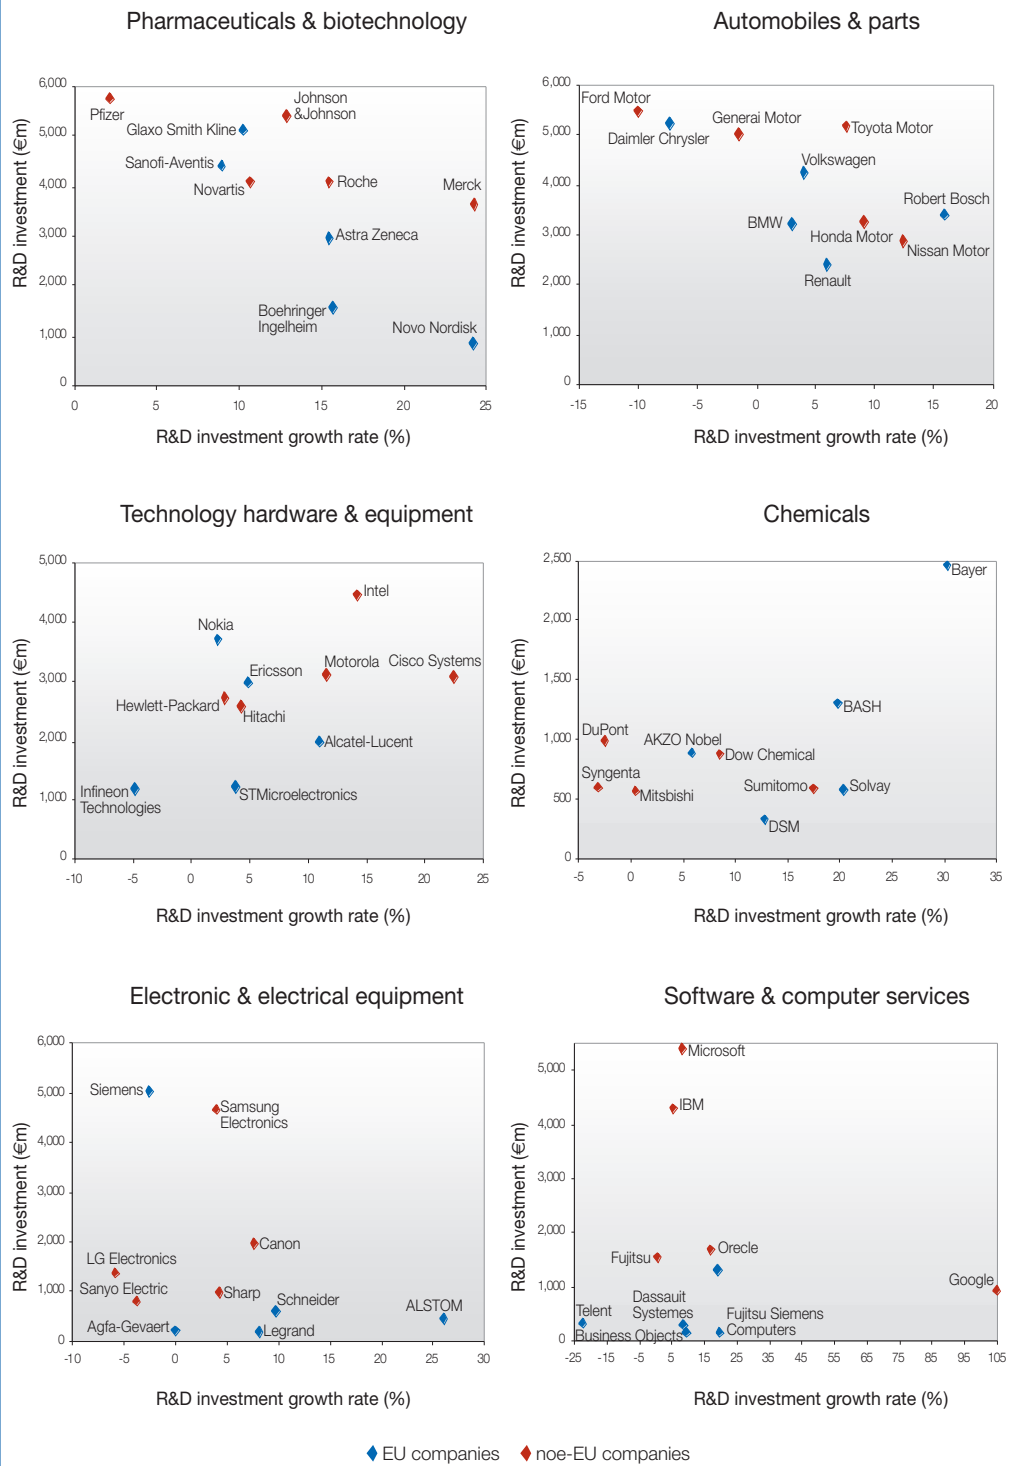 Pharmaceuticals & biotechnology
R&D investment (€m)
6,000
5,000
4,000
3,000
2,000
1,000
0
0 5 10 15 20 25
Pfizer
Glaxo Smith Kline
Johnson
&Johnson
Sanofi-Aventis
Novartis
Roche
Merck
Astra Zeneca
Boehringer
Ingelheim
Novo Nordisk
R&D investment growth rate (%)
Automobiles & parts
R&D investment (€m)
6,000
5,000
4,000
3,000
2,000
1,000
0
-15 -10 -5 0 5 10 15 20
Ford Motor
Daimler Chrysler
Generai Motor
Toyota Motor
Volkswagen
Robert Bosch
BMW
Honda Motor
Nissan Motor
Renault
R&D investment growth rate (%)
Technology hardware & equipment
R&D investment (€m)
5,000
4,000
3,000
2,000
1,000
0
-10 -5 0 5 10 15 20 25
Intel
Nokia
Ericsson
Motorola
Cisco Systems
Hewlett-Packard
Hitachi
Alcatel-Lucent
Infineon
Technologies
STMicroelectronics
R&D investment growth rate (%)
Chemicals
R&D investment (€m)
2,500
2,000
1,500
1,000
500
0
-5 0 5 10 15 20 25 30 35
Bayer
BASH
DuPont
AKZO Nobel
Dow Chemical
Syngenta
Mitsbishi
Sumitomo
Solvay
DSM
R&D investment growth rate (%)
Electronic & electrical equipment
R&D investment (€m)
6,000
5,000
4,000
3,000
2,000
1,000
0
-10 -5 0 5 10 15 20 25 30
Siemens
Samsung
Electronics
Canon
LG Electronics
Sanyo Electric
Sharp
Schneider
ALSTOM
Agfa-Gevaert
Legrand
R&D investment growth rate (%)
Software & computer services
R&D investment (€m)
5,000
4,000
3,000
2,000
1,000
0
-25 -15 -5 5 15 25 35 45 55 65 75 85 95 105
Microsoft
IBM
Fujitsu
Orecle
Google
Dassault
Systemes
Telent
Business Objects
Fujitsu Siemens
Computers
R&D investment growth rate (%)
EU companies noe-EU companies